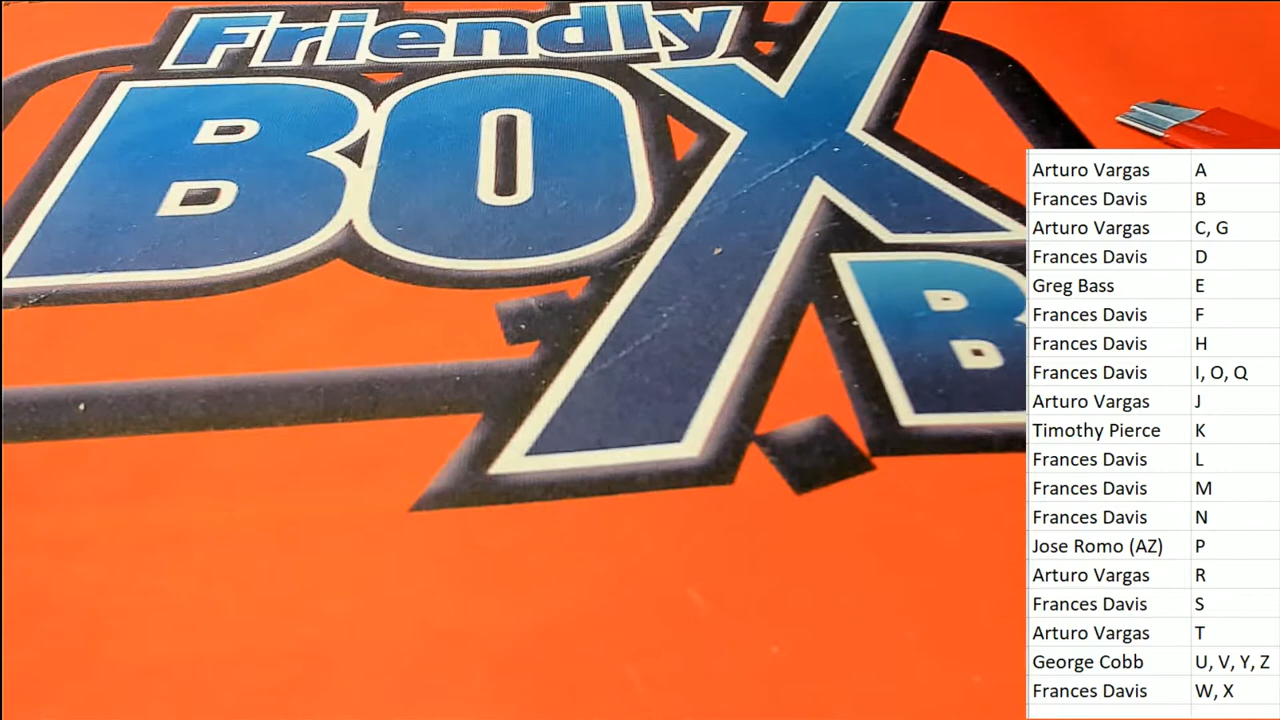 Friendly
BOX
B
Arturo Vargas A
Frances Davis B
Arturo Vargas C, G
Frances Davis D
Greg Bass E
Frances Davis F
Frances Davis H
Frances Davis I, O, Q
Arturo Vargas J
Timothy Pierce K
Frances Davis L
Frances Davis M
Frances Davis N
Jose Romo (AZ) P
Arturo Vargas R
Frances Davis S
Arturo Vargas T
George Cobb U, V, Y, Z
Frances Davis W, X